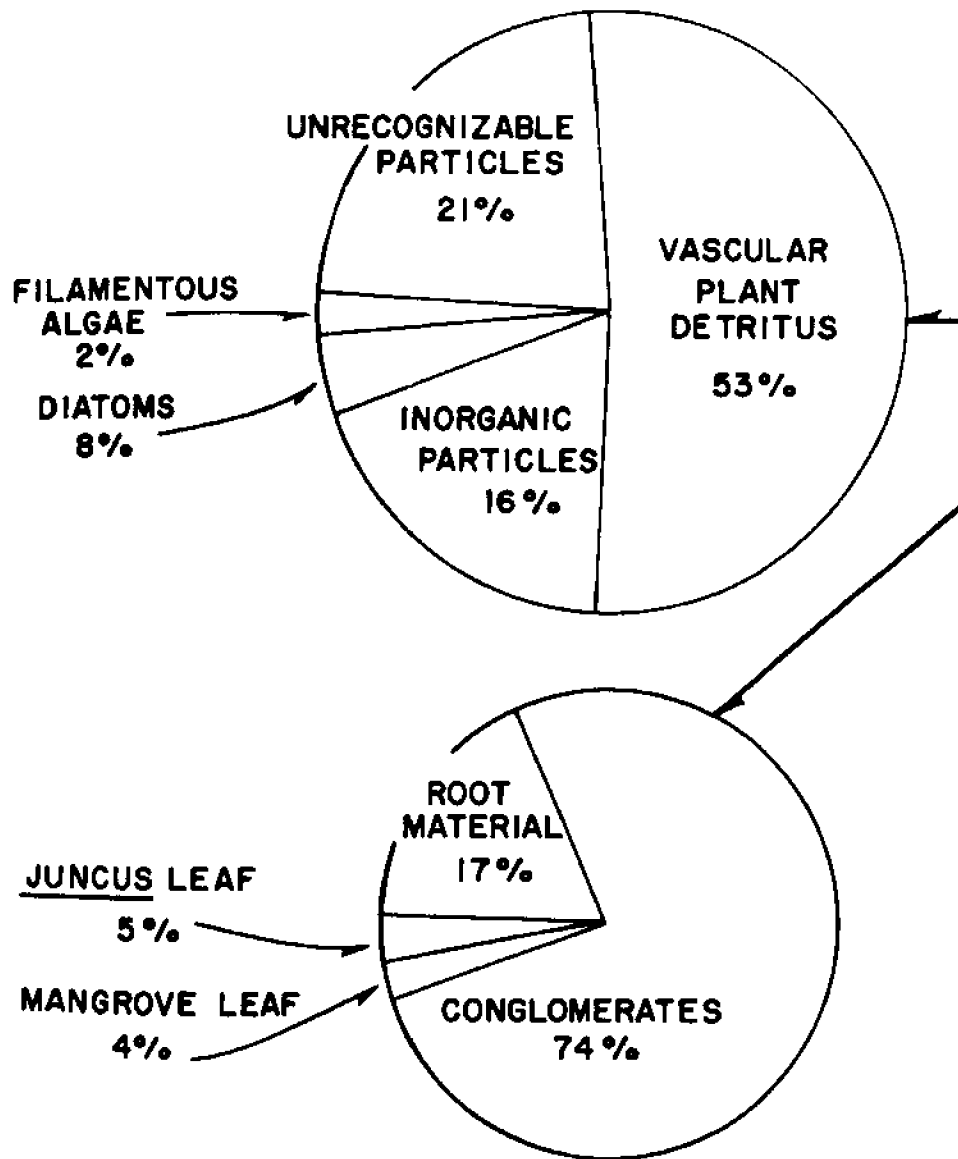 UNRECOGNIZABLE
PARTICLES
21%
VASCULAR
PLANT
DETRITUS
53%
FILAMENTOUS
ALGAE
2%
DIATOMS
8%
INORGANIC
PARTICLES
16%
ROOT
MATERIAL
17%
JUNCUS LEAF
5%
MANGROVE LEAF
4%
CONGLOMERATES
74%